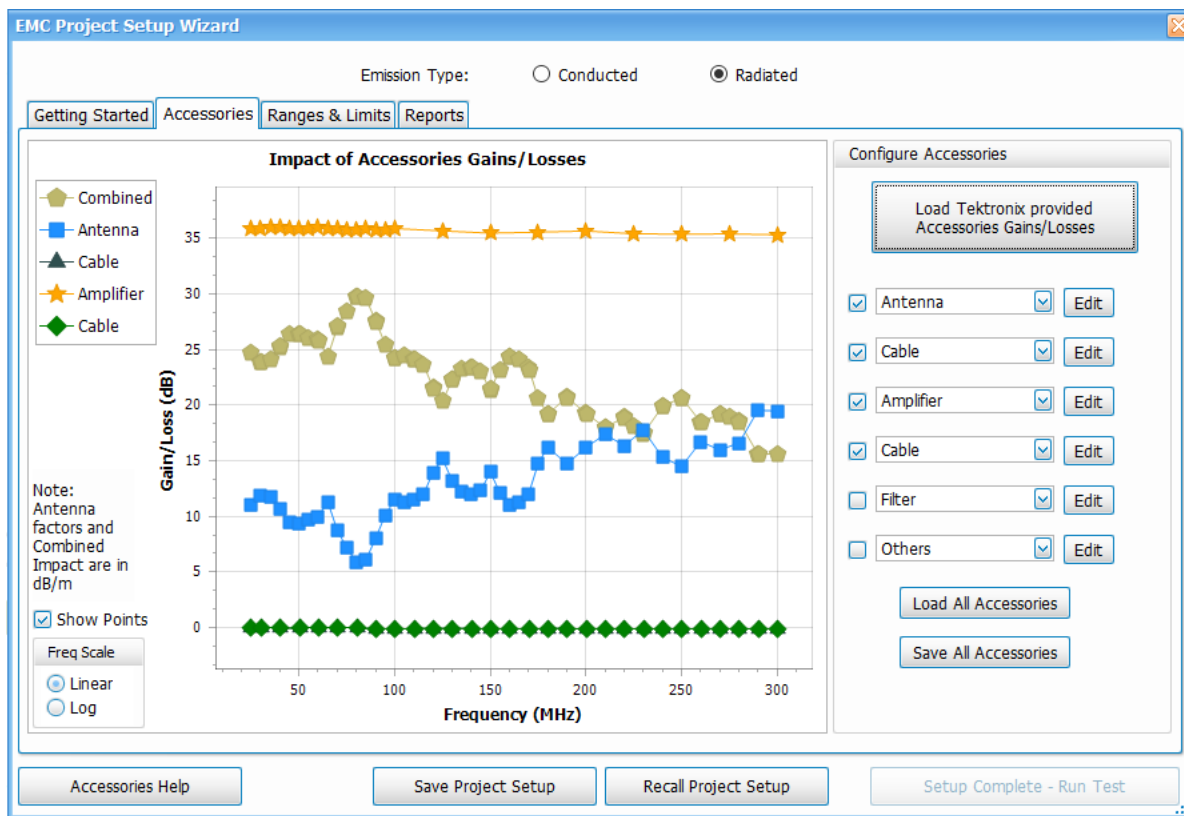 EMC Project Setup Wizard
Emission Type:
Conducted
Radiated
Getting Started
Accessories
Ranges & Limits
Reports
Impact of Accessories Gains/Losses
Combined
Antenna
Cable
Amplifier
Cable
Gain/Loss (dB)
35
30
25
20
15
10
5
0
50
100
150
200
250
300
Frequency (MHz)
Note:
Antenna
factors and
Combined
Impact are in
dB/m
Show Points
Freq Scale
Linear
Log
Configure Accessories
Load Tektronix provided
Accessories Gains/Losses
Antenna
Edit
Cable
Edit
Amplifier
Edit
Cable
Edit
Filter
Edit
Others
Edit
Load All Accessories
Save All Accessories
Accessories Help
Save Project Setup
Recall Project Setup
Setup Complete - Run Test